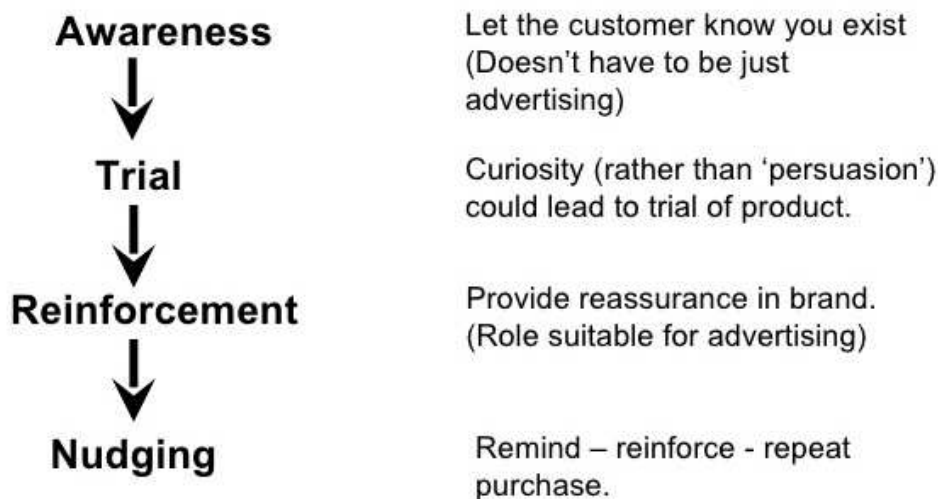 Awareness
Let the customer know you exist
(Doesn't have to be just
advertising)
Trial
Curiosity (rather than 'persuasion')
could lead to trial of product.
Reinforcement
Provide reassurance in brand.
(Role suitable for advertising)
Nudging
Remind – reinforce - repeat
purchase.